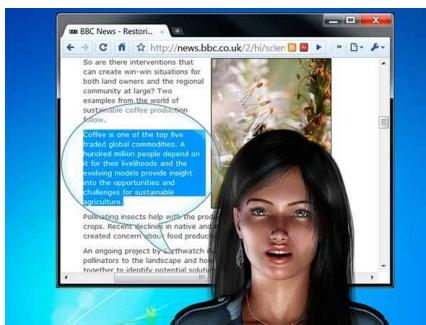 BBC News - Restori...
http://news.bbc.co.uk/2/hi/scien
So are there interventions that
can create win-win situations for
both land owners and the regional
community at large? Two
examples from the world of
sustainable coffee production
follow.
Coffee is one of the top five
traded global commodities. A
hundred million people depend on
it for their livelihoods and the
evolving models provide insight
into the opportunities and
challenges for sustainable
agriculture.
Pollinating insects help with the
crops. Recent declines in native and
created concern about food
An ongoing project by Earthwatch
pollinators to the landscape and
together to identify potential